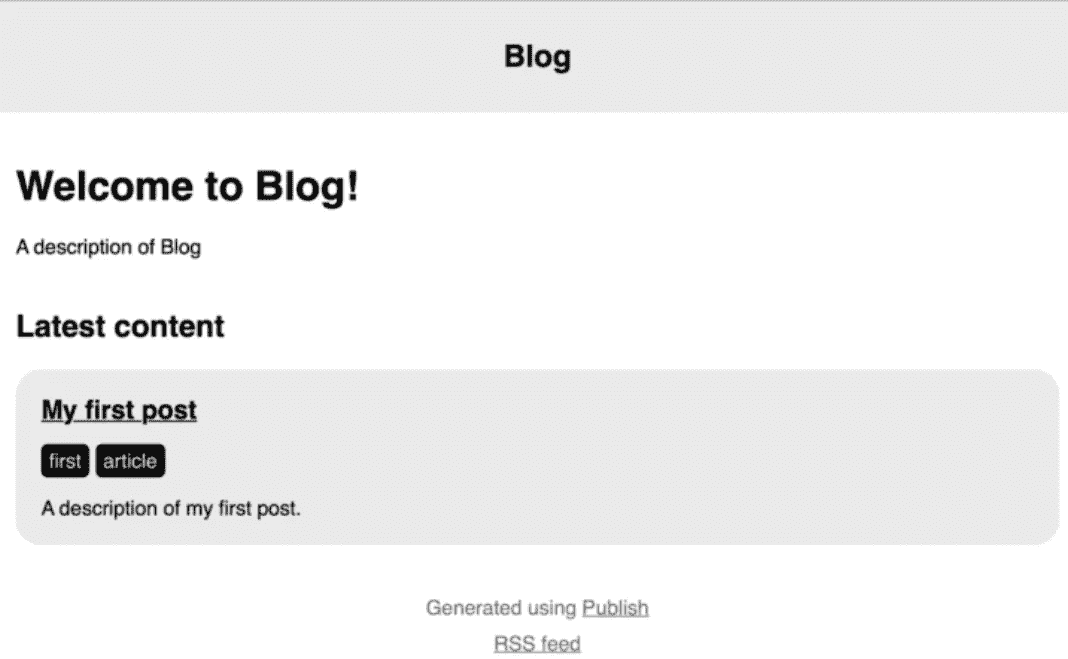 Blog
Welcome to Blog!
A description of Blog
Latest content
My first post
first article
A description of my first post.
Generated using Publish
RSS feed